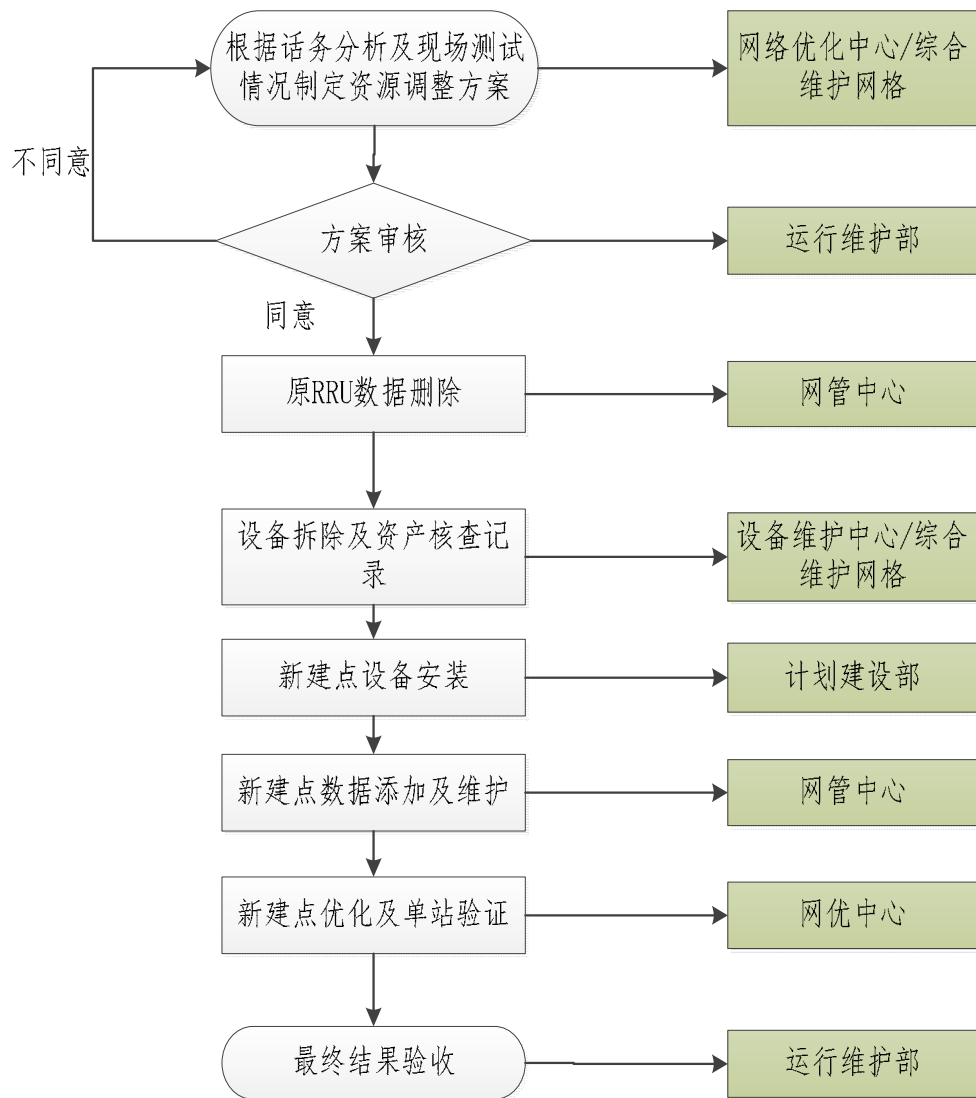 根据话务分析及现场测试
情况制定资源调整方案
网络优化中心/综合
维护网格
不同意
方案审核
运行维护部
同意
原RRU数据删除
网管中心
设备拆除及资产核查记
录
设备维护中心/综合
维护网格
新建点设备安装
计划建设部
新建点数据添加及维护
网管中心
新建点优化及单站验证
网优中心
最终结果验收
运行维护部